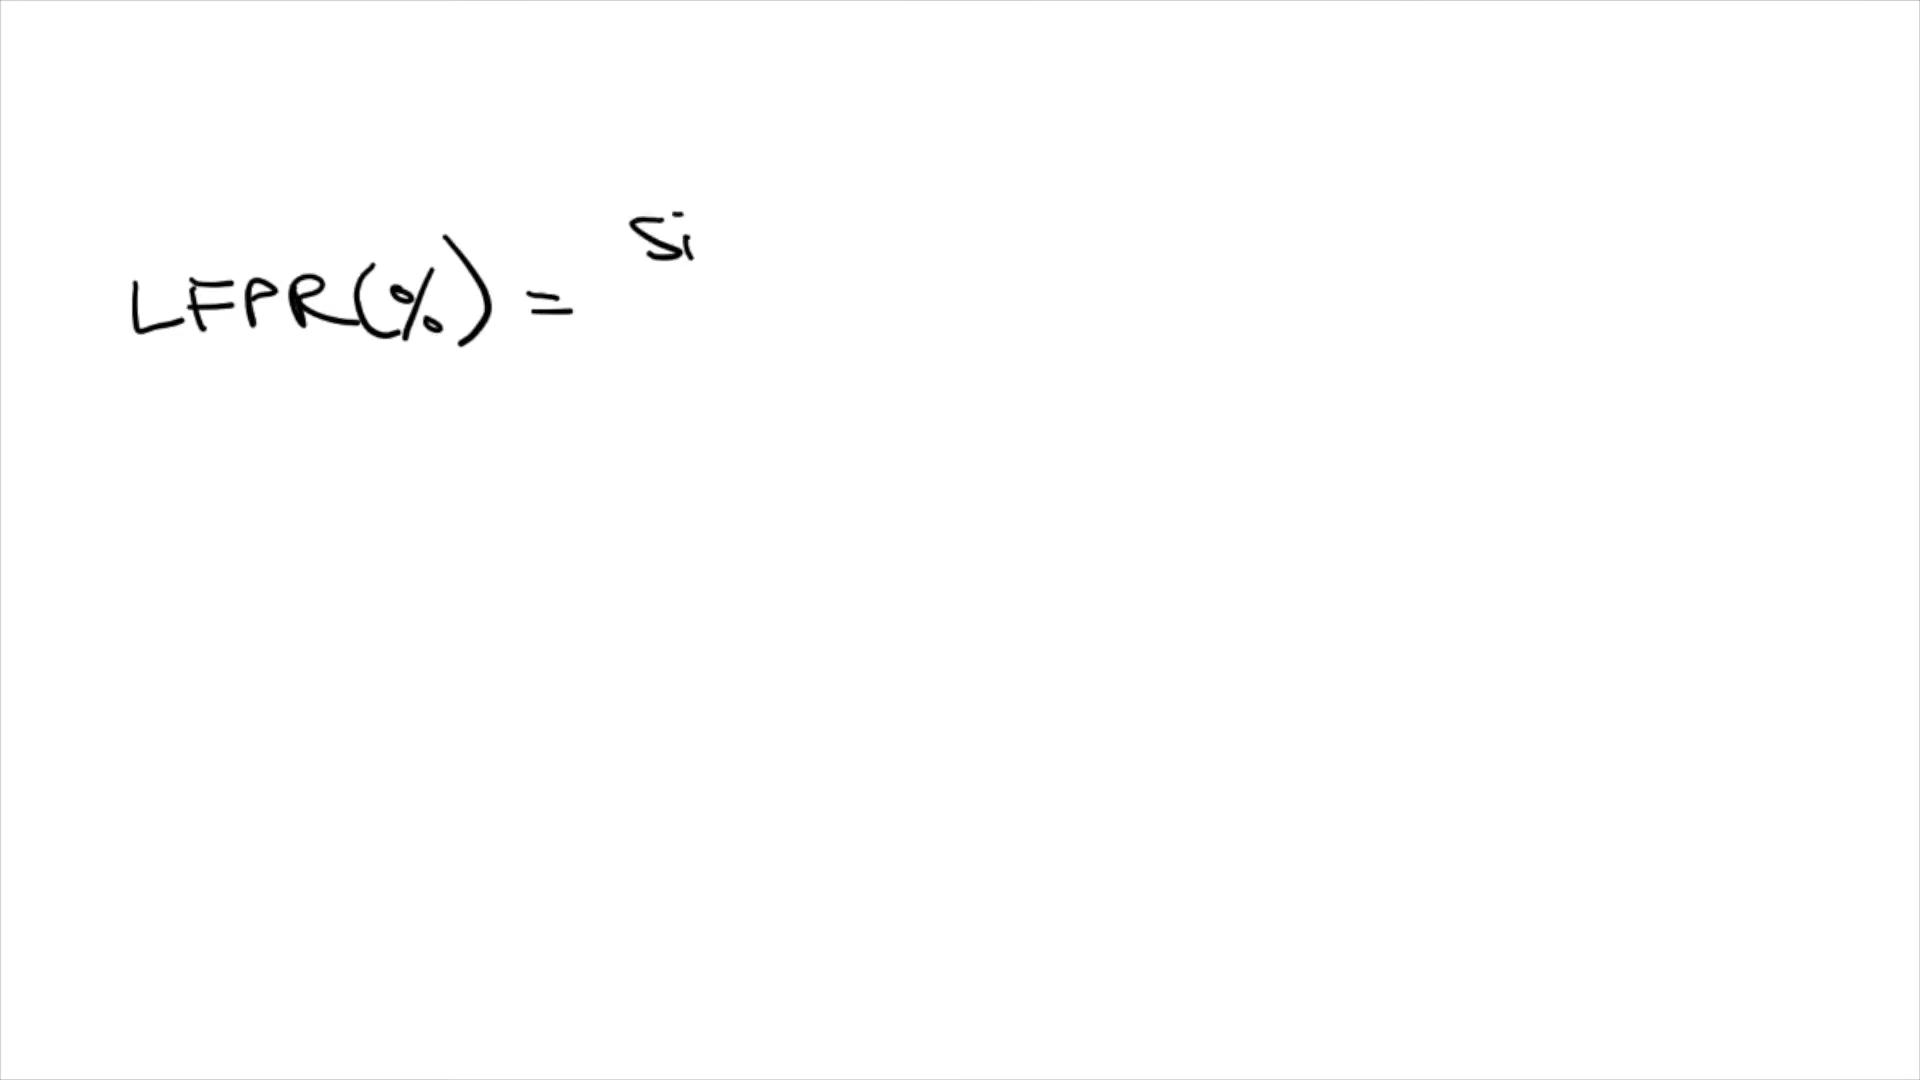 LFPR(%) = Si